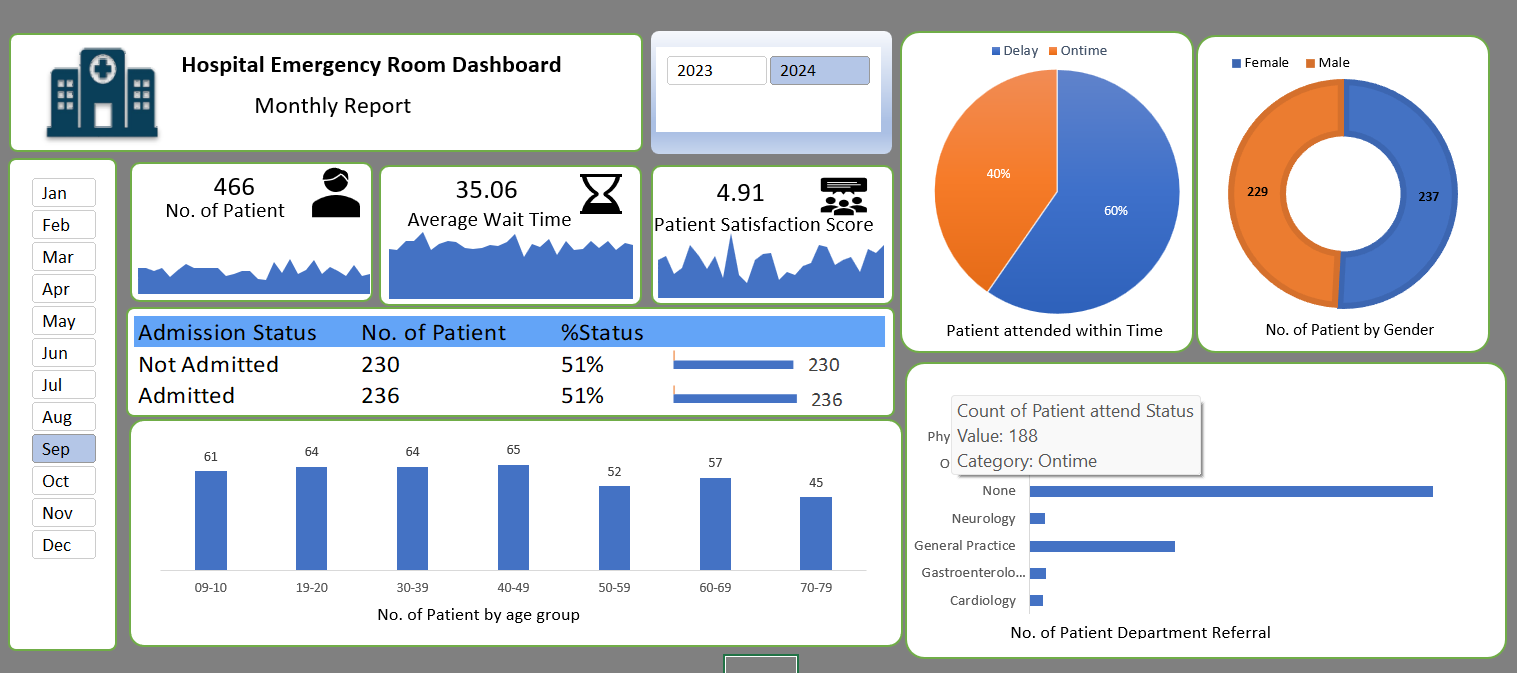 Hospital Emergency Room Dashboard
Monthly Report
2023
2024
Jan
Feb
Mar
Apr
May
Jun
Jul
Aug
Sep
Oct
Nov
Dec
466
No. of Patient
35.06
Average Wait Time
4.91
Patient Satisfaction Score
Admission Status No. of Patient %Status
Not Admitted 230 51% 230
Admitted 236 51% 236
61 64 64 65 52 57 45
09-10 19-20 30-39 40-49 50-59 60-69 70-79
No. of Patient by age group
Delay Ontime
40%
60%
Patient attended within Time
Female Male
229
237
No. of Patient by Gender
Count of Patient attend Status
Phy Value: 188
O Category: Ontime
None
Neurology
General Practice
Gastroenterolo...
Cardiology
No. of Patient Department Referral